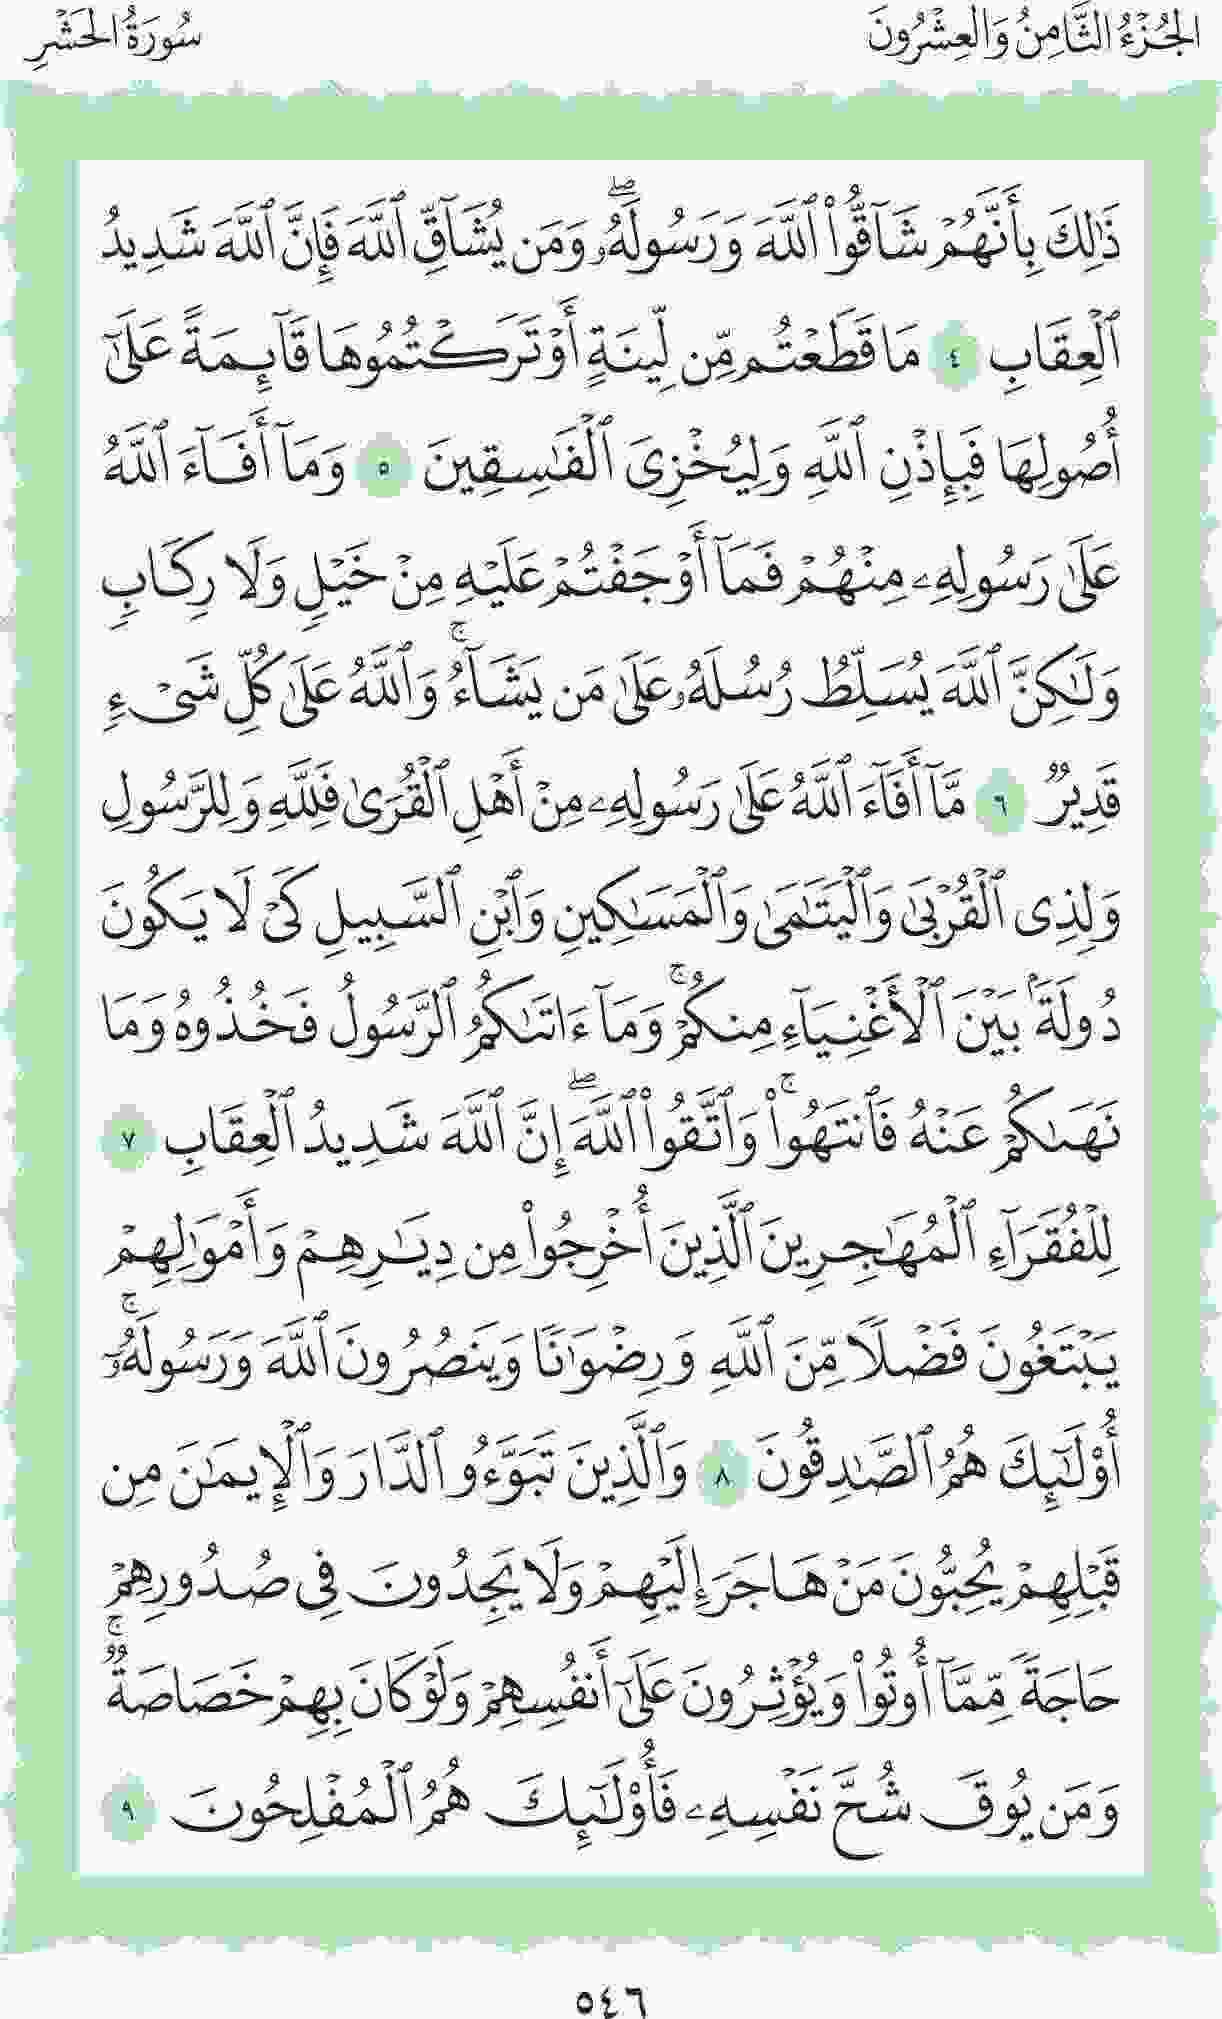 الجُزْءُ الثَّامِنُ وَالعِشْرُونَ
سُورَةُ الحَشْرِ
ذَٰلِكَ بِأَنَّهُمْ شَآقُّوا۟ ٱللَّهَ وَرَسُولَهُۥ ۖ وَمَن يُشَآقِّ ٱللَّهَ فَإِنَّ ٱللَّهَ شَدِيدُ
ٱلْعِقَابِ ٤ مَا قَطَعْتُم مِّن لِّينَةٍ أَوْ تَرَكْتُمُوهَا قَآئِمَةً عَلَىٰٓ
أُصُولِهَا فَبِإِذْنِ ٱللَّهِ وَلِيُخْزِىَ ٱلْفَٰسِقِينَ ٥ وَمَآ أَفَآءَ ٱللَّهُ
عَلَىٰ رَسُولِهِۦ مِنْهُمْ فَمَآ أَوْجَفْتُمْ عَلَيْهِ مِنْ خَيْلٍ وَلَا رِكَابٍ
وَلَٰكِنَّ ٱللَّهَ يُسَلِّطُ رُسُلَهُۥ عَلَىٰ مَن يَشَآءُ ۚ وَٱللَّهُ عَلَىٰ كُلِّ شَىْءٍ
قَدِيرٌ ٦ مَّآ أَفَآءَ ٱللَّهُ عَلَىٰ رَسُولِهِۦ مِنْ أَهْلِ ٱلْقُرَىٰ فَلِلَّهِ وَلِلرَّسُولِ
وَلِذِى ٱلْقُرْبَىٰ وَٱلْيَتَٰمَىٰ وَٱلْمَسَٰكِينِ وَٱبْنِ ٱلسَّبِيلِ كَىْ لَا يَكُونَ
دُولَةًۢ بَيْنَ ٱلْأَغْنِيَآءِ مِنكُمْ ۚ وَمَآ ءَاتَىٰكُمُ ٱلرَّسُولُ فَخُذُوهُ وَمَا
نَهَىٰكُمْ عَنْهُ فَٱنتَهُوا۟ ۚ وَٱتَّقُوا۟ ٱللَّهَ ۖ إِنَّ ٱللَّهَ شَدِيدُ ٱلْعِقَابِ ٧
لِلْفُقَرَآءِ ٱلْمُهَٰجِرِينَ ٱلَّذِينَ أُخْرِجُوا۟ مِن دِيَٰرِهِمْ وَأَمْوَٰلِهِمْ
يَبْتَغُونَ فَضْلًا مِّنَ ٱللَّهِ وَرِضْوَٰنًا وَيَنصُرُونَ ٱللَّهَ وَرَسُولَهُۥٓ ۚ
أُو۟لَٰٓئِكَ هُمُ ٱلصَّٰدِقُونَ ٨ وَٱلَّذِينَ تَبَوَّءُو ٱلدَّارَ وَٱلْإِيمَٰنَ مِن
قَبْلِهِمْ يُحِبُّونَ مَنْ هَاجَرَ إِلَيْهِمْ وَلَا يَجِدُونَ فِى صُدُورِهِمْ
حَاجَةً مِّمَّآ أُوتُوا۟ وَيُؤْثِرُونَ عَلَىٰٓ أَنفُسِهِمْ وَلَوْ كَانَ بِهِمْ خَصَاصَةٌ ۚ
وَمَن يُوقَ شُحَّ نَفْسِهِۦ فَأُو۟لَٰٓئِكَ هُمُ ٱلْمُفْلِحُونَ ٩
٥٤٦